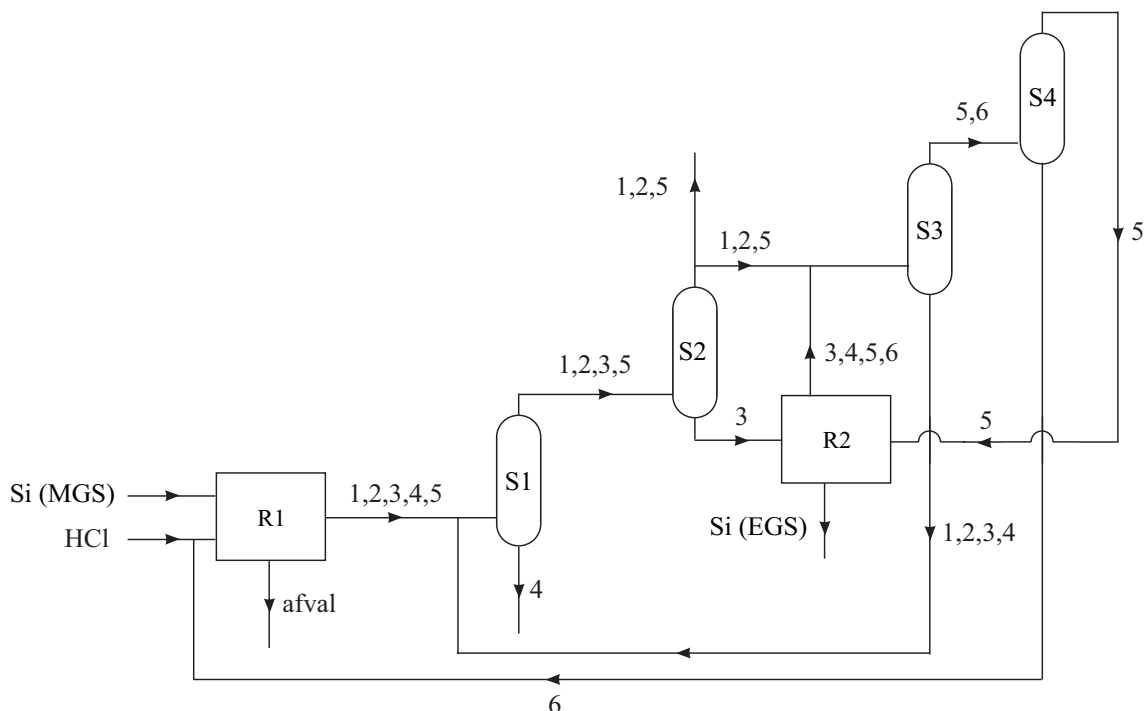 S4
5,6
1,2,5
S3
5
1,2,5
S2
3,4,5,6
1,2,3,5
3
R2
5
S1
Si (MGS)
1,2,3,4,5
R1
Si (EGS)
HCl
1,2,3,4
afval
4
6